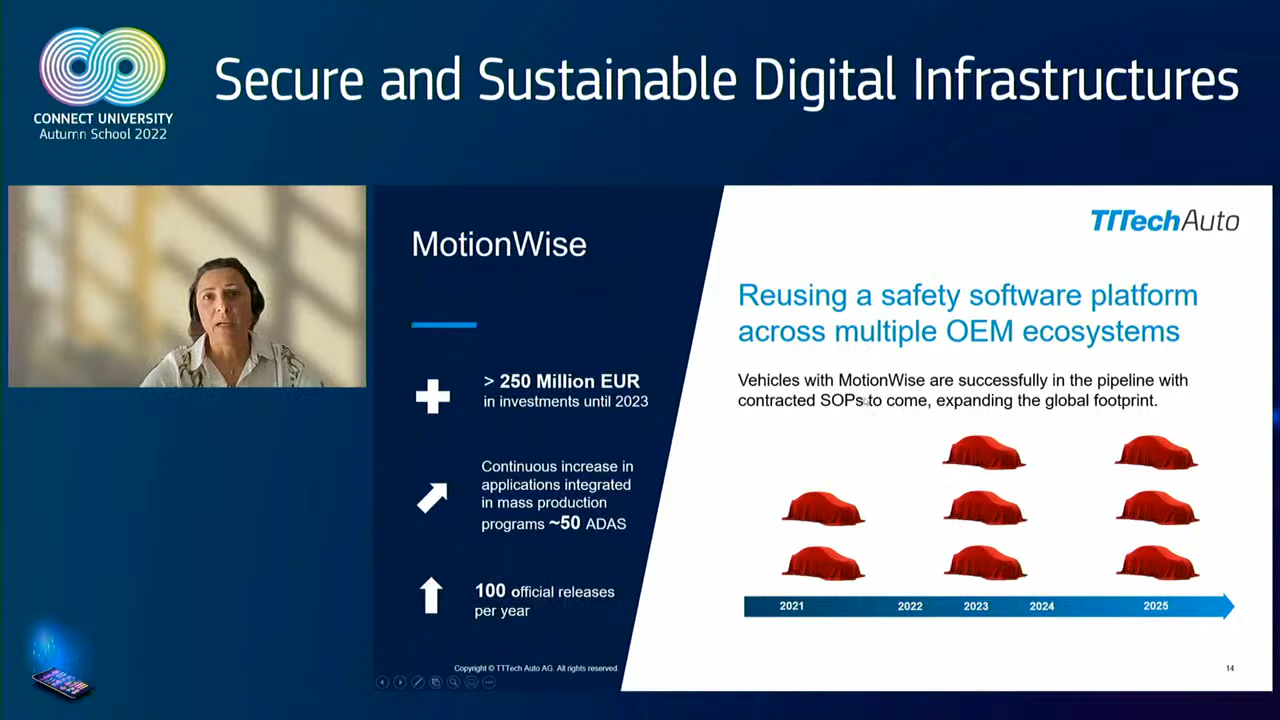 CONNECT UNIVERSITY
Autumn School 2022
Secure and Sustainable Digital Infrastructures
MotionWise
> 250 Million EUR
in investments until 2023
Continuous increase in
applications integrated
in mass production
programs ~50 ADAS
100 official releases
per year
Copyright © TTTech Auto AG. All rights reserved.
TTTechAuto
Reusing a safety software platform
across multiple OEM ecosystems
Vehicles with MotionWise are successfully in the pipeline with
contracted SOPs to come, expanding the global footprint.
2021 2022 2023 2024 2025
14